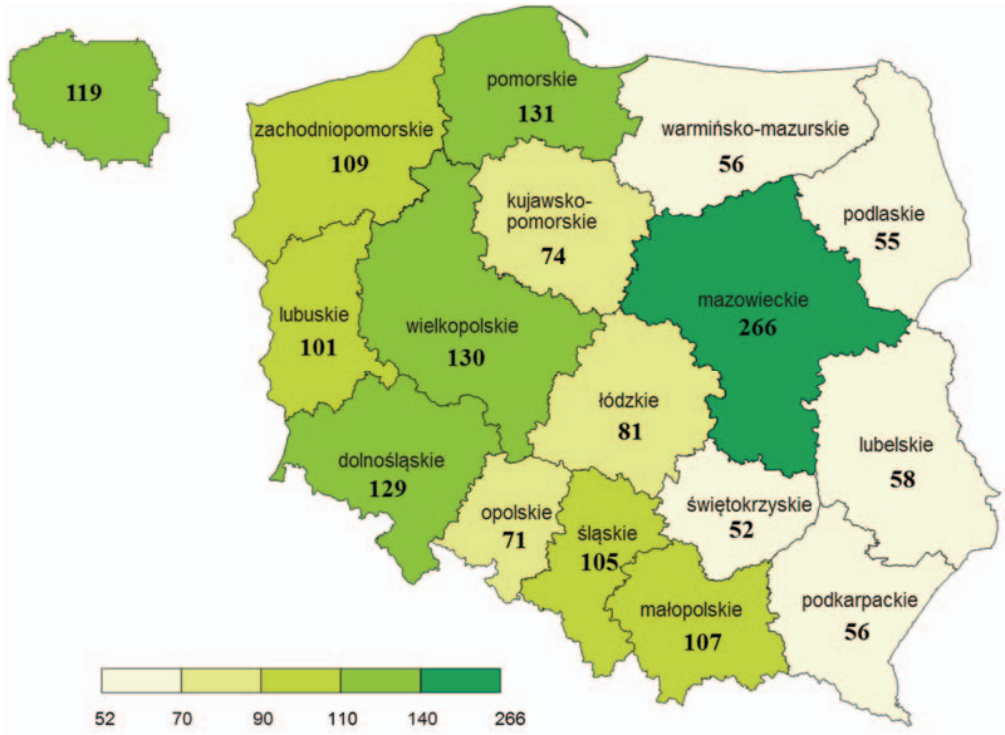 119
pomorskie
131
zachodniopomorskie
109
warmińsko-mazurskie
56
kujawsko-
pomorskie
74
podlaskie
55
mazowieckie
266
lubuskie
101
wielkopolskie
130
łódzkie
81
lubelskie
58
dolnośląskie
129
opolskie
71
śląskie
105
świętokrzyskie
52
małopolskie
107
podkarpackie
56
52 70 90 110 140 266